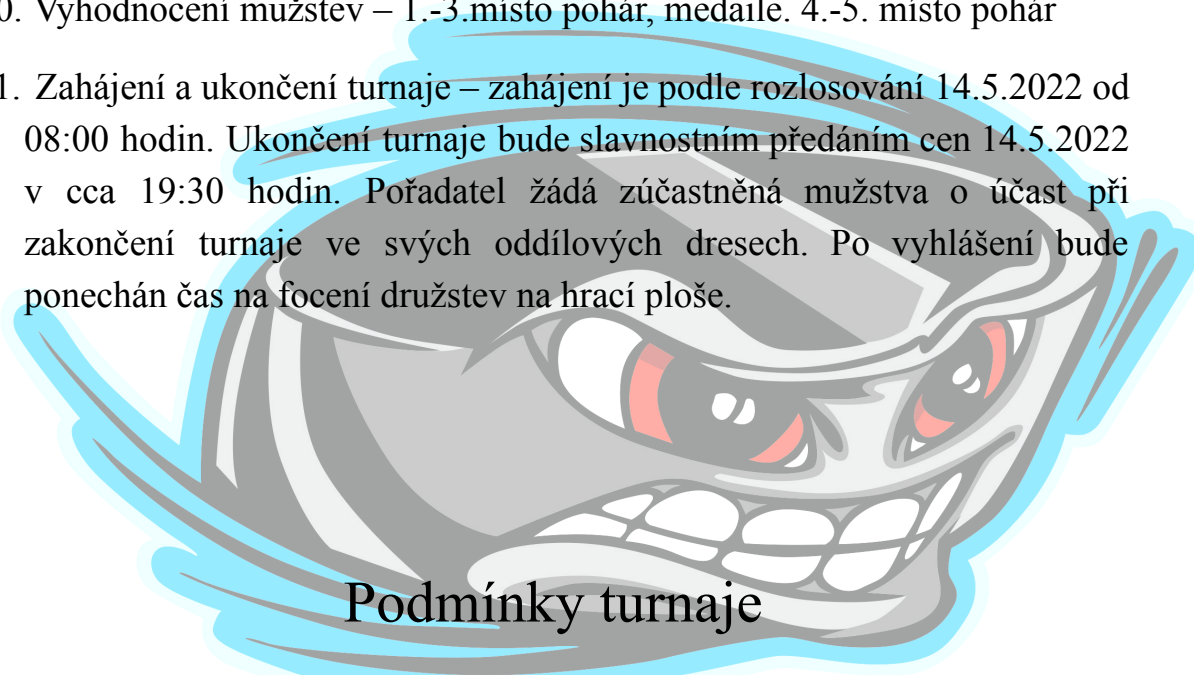 0. Vyhodnocení mužstev – 1.-3.místo pohár, medaile. 4.-5. místo pohár
1. Zahájení a ukončení turnaje – zahájení je podle rozlosování 14.5.2022 od
08:00 hodin. Ukončení turnaje bude slavnostním předáním cen 14.5.2022
v cca 19:30 hodin. Pořadatel žádá zúčastněná mužstva o účast při
zakončení turnaje ve svých oddílových dresech. Po vyhlášení bude
ponechán čas na focení družstev na hrací ploše.
Podmínky turnaje